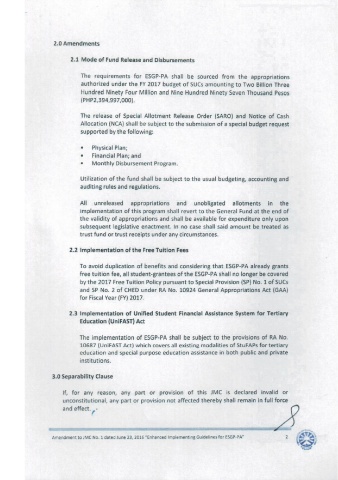 2.0 Amendments
2.1 Mode of Fund Release and Disbursements
The requirements for ESGP-PA shall be sourced from the appropriations
authorized under the FY 2017 budget of SUCs amounting to Two Billion Three
Hundred Ninety Four Million and Nine Hundred Ninety Seven Thousand Pesos
(PHP2,394,997,000).
The release of Special Allotment Release Order (SARO) and Notice of Cash
Allocation (NCA) shall be subject to the submission of a special budget request
supported by the following:
• Physical Plan;
• Financial Plan; and
• Monthly Disbursement Program.
Utilization of the fund shall be subject to the usual budgeting, accounting and
auditing rules and regulations.
All unreleased appropriations and unobligated allotments in the
implementation of this program shall revert to the General Fund at the end of
the validity of appropriations and shall be available for expenditure only upon
subsequent legislative enactment. In no case shall said amount be treated as
trust fund or trust receipts under any circumstances.
2.2 Implementation of the Free Tuition Fees
To avoid duplication of benefits and considering that ESGP-PA already grants
free tuition fee, all student-grantees of the ESGP-PA shall no longer be covered
by the 2017 Free Tuition Policy pursuant to Special Provision (SP) No. 1 of SUCs
and SP No. 2 of CHED under RA No. 10924 General Appropriations Act (GAA)
for Fiscal Year (FY) 2017.
2.3 Implementation of Unified Student Financial Assistance System for Tertiary
Education (UniFAST) Act
The implementation of ESGP-PA shall be subject to the provisions of RA No.
10687 (UniFAST Act) which covers all existing modalities of StuFAPs for tertiary
education and special purpose education assistance in both public and private
institutions.
3.0 Separability Clause
If, for any reason, any part or provision of this JMC is declared invalid or
unconstitutional, any part or provision not affected thereby shall remain in full force
and effect.
Amendment to JMC No. 1 dated June 23, 2015 "Enhanced Implementing Guidelines for ESGP-PA" 2